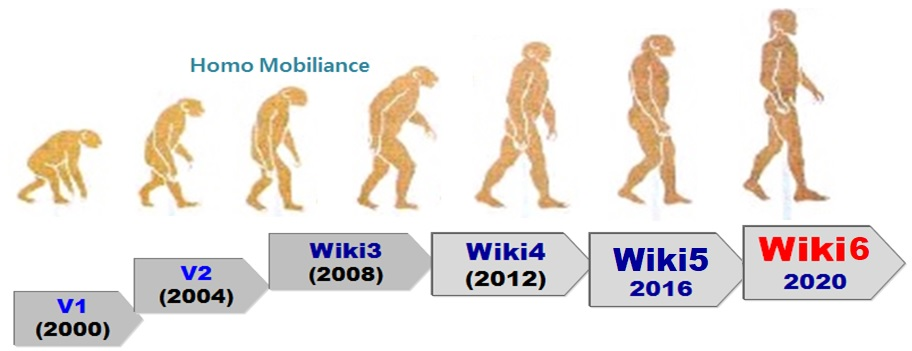 Homo Mobiliance
V1
(2000)
V2
(2004)
Wiki3
(2008)
Wiki4
(2012)
Wiki5
2016
Wiki6
2020